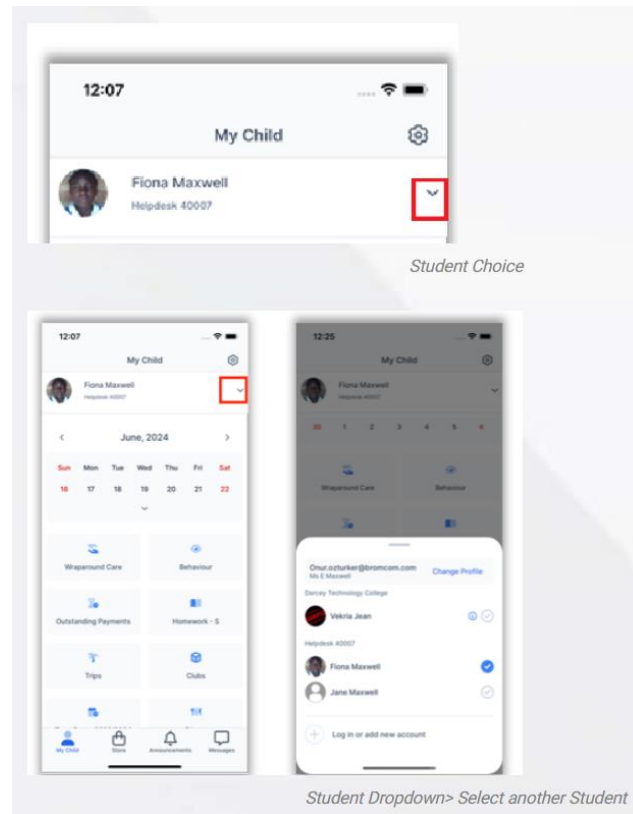 12:07
My Child
Fiona Maxwell
Helpdesk 40007
Student Choice
12:07
My Child
Fiona Maxwell
Helpdesk 40007
June, 2024
Sun Mon Tue Wed Thu Fri Sat
16 17 18 19 20 21 22
Wraparound Care Behaviour
Outstanding Payments Homework - S
Trips Clubs
My Child Store Announcements Messages
12:25
My Child
Fiona Maxwell
Helpdesk 40007
30 1 2 3 4 5 6
Wraparound Care Behaviour
Onur.ozturker@bromcom.com
Ms E Maxwell
Change Profile
Darcey Technology College
Vekria Jean
Helpdesk 40007
Fiona Maxwell
Jane Maxwell
Log in or add new account
Student Dropdown> Select another Student